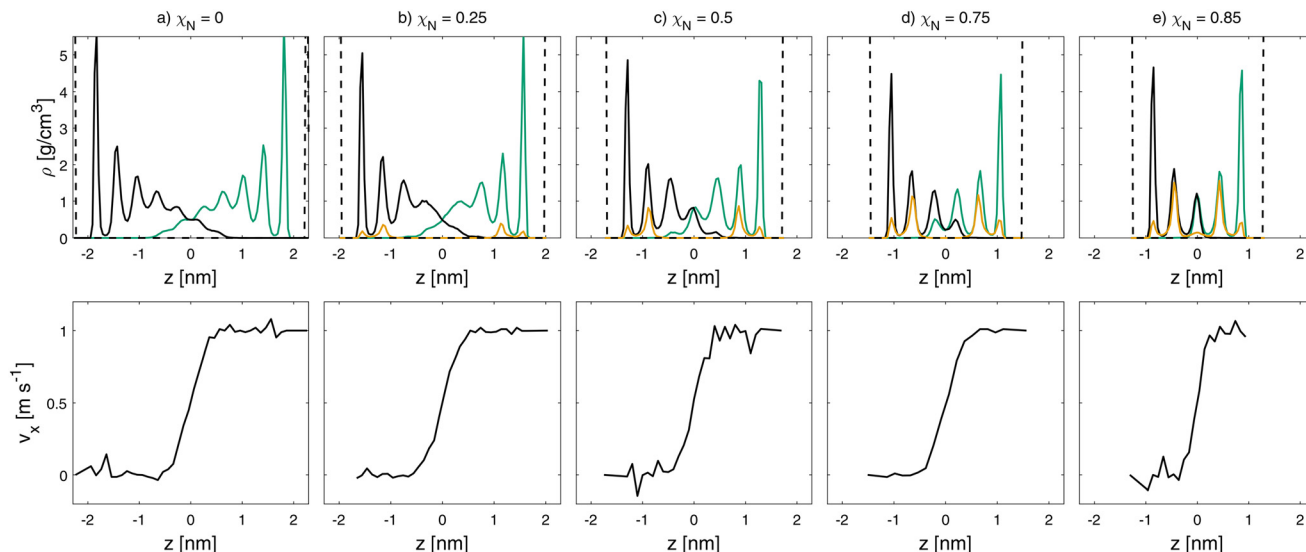 a) χN = 0
b) χN = 0.25
c) χN = 0.5
d) χN = 0.75
e) χN = 0.85
ρ [g/cm³]
5
4
3
2
1
0
-2 -1 0 1 2
-2 -1 0 1 2
-2 -1 0 1 2
-2 -1 0 1 2
-2 -1 0 1 2
z [nm]
z [nm]
z [nm]
z [nm]
z [nm]
vx [m s⁻¹]
1
0.5
0
-2 -1 0 1 2
-2 -1 0 1 2
-2 -1 0 1 2
-2 -1 0 1 2
-2 -1 0 1 2
z [nm]
z [nm]
z [nm]
z [nm]
z [nm]